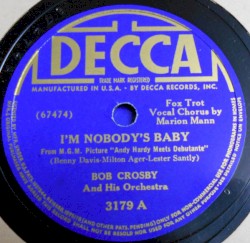 DECCA
TRADE MARK REGISTERED
MANUFACTURED IN U.S.A. · BY DECCA RECORDS, INC.
(67474)
Fox Trot
Vocal Chorus by
Marion Mann
I'M NOBODY'S BABY
From M.G.M. Picture "Andy Hardy Meets Debutante"
(Benny Davis-Milton Ager-Lester Santly)
BOB CROSBY
And His Orchestra
3179 A